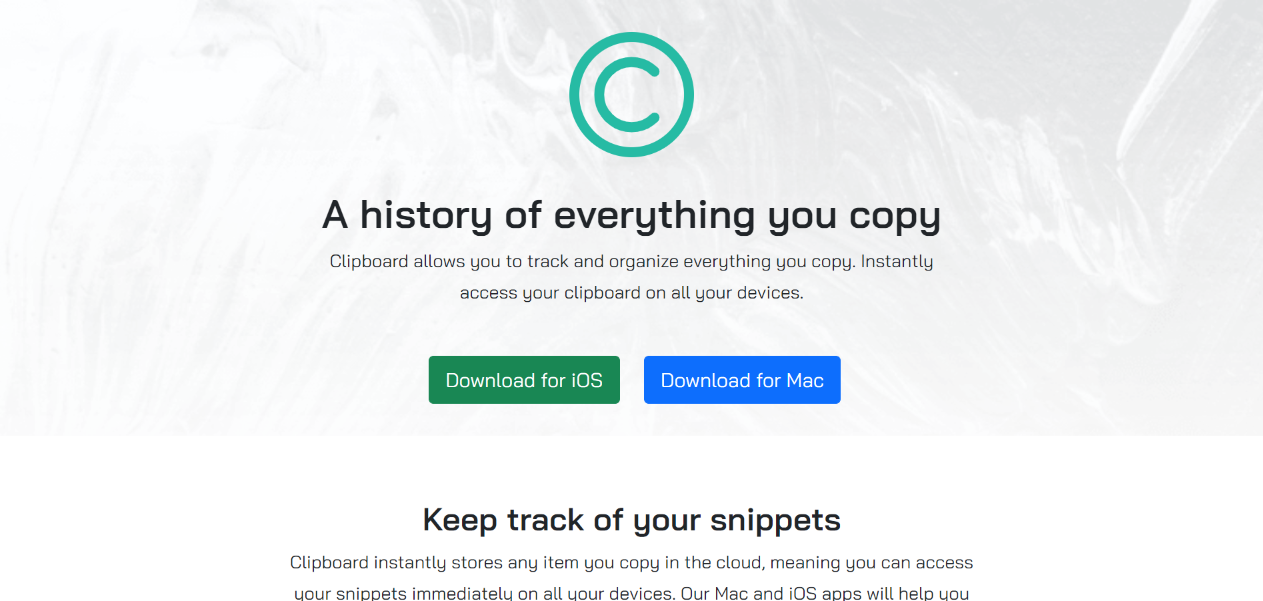 C
A history of everything you copy
Clipboard allows you to track and organize everything you copy. Instantly
access your clipboard on all your devices.
Download for iOS
Download for Mac
Keep track of your snippets
Clipboard instantly stores any item you copy in the cloud, meaning you can access
your snippets immediately on all your devices. Our Mac and iOS apps will help you